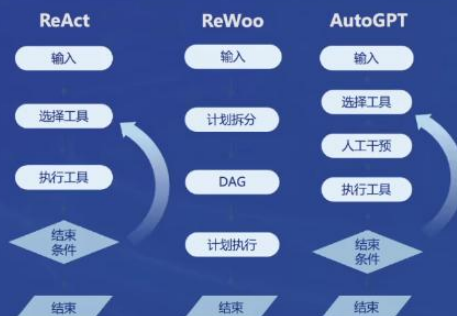 ReAct
输入
选择工具
执行工具
结束
条件
结束
ReWoo
输入
计划拆分
DAG
计划执行
结束
AutoGPT
输入
选择工具
人工干预
执行工具
结束
条件
结束